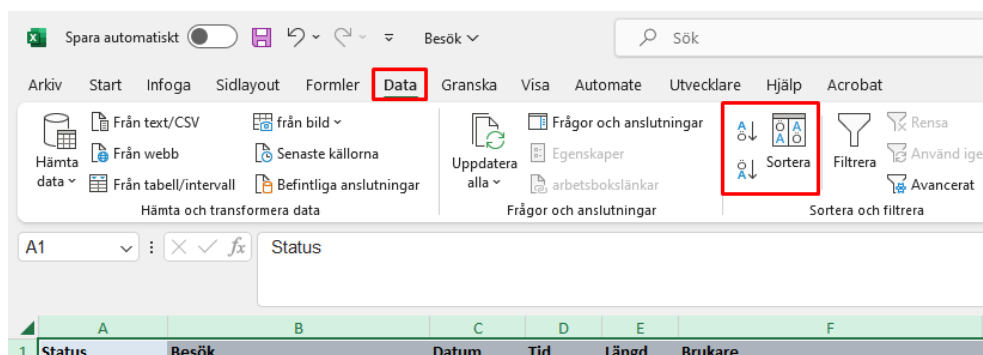 Spara automatiskt Besök Sök
Arkiv Start Infoga Sidlayout Formler Data Granska Visa Automate Utvecklare Hjälp Acrobat
Hämta data
Från text/CSV
Från webb
Från tabell/intervall
från bild
Senaste källorna
Befintliga anslutningar
Hämta och transformera data
Uppdatera alla
Frågor och anslutningar
Egenskaper
arbetsbokslänkar
Frågor och anslutningar
A Ö
Ö A
Sortera
Filtrera
Rensa
Använd ige
Avancerat
Sortera och filtrera
A1 fx Status
A B C D E F
1 Status Besök Datum Tid Längd Brukare